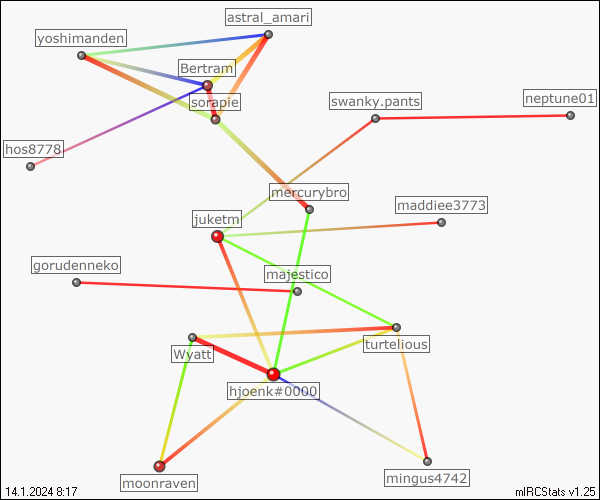 astral_amari
yoshimanden
Bertram
sorapie
swanky.pants
neptune01
hos8778
mercurybro
maddiee3773
juketm
gorudenneko
majestico
turtelious
Wyatt
hjoenk#0000
moonraven
mingus4742
14.1.2024 8:17
mIRCStats v1.25